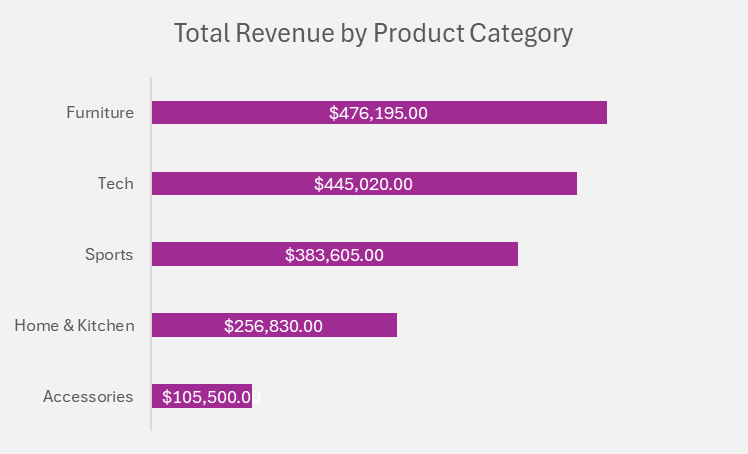 Total Revenue by Product Category
Furniture $476,195.00
Tech $445,020.00
Sports $383,605.00
Home & Kitchen $256,830.00
Accessories $105,500.00